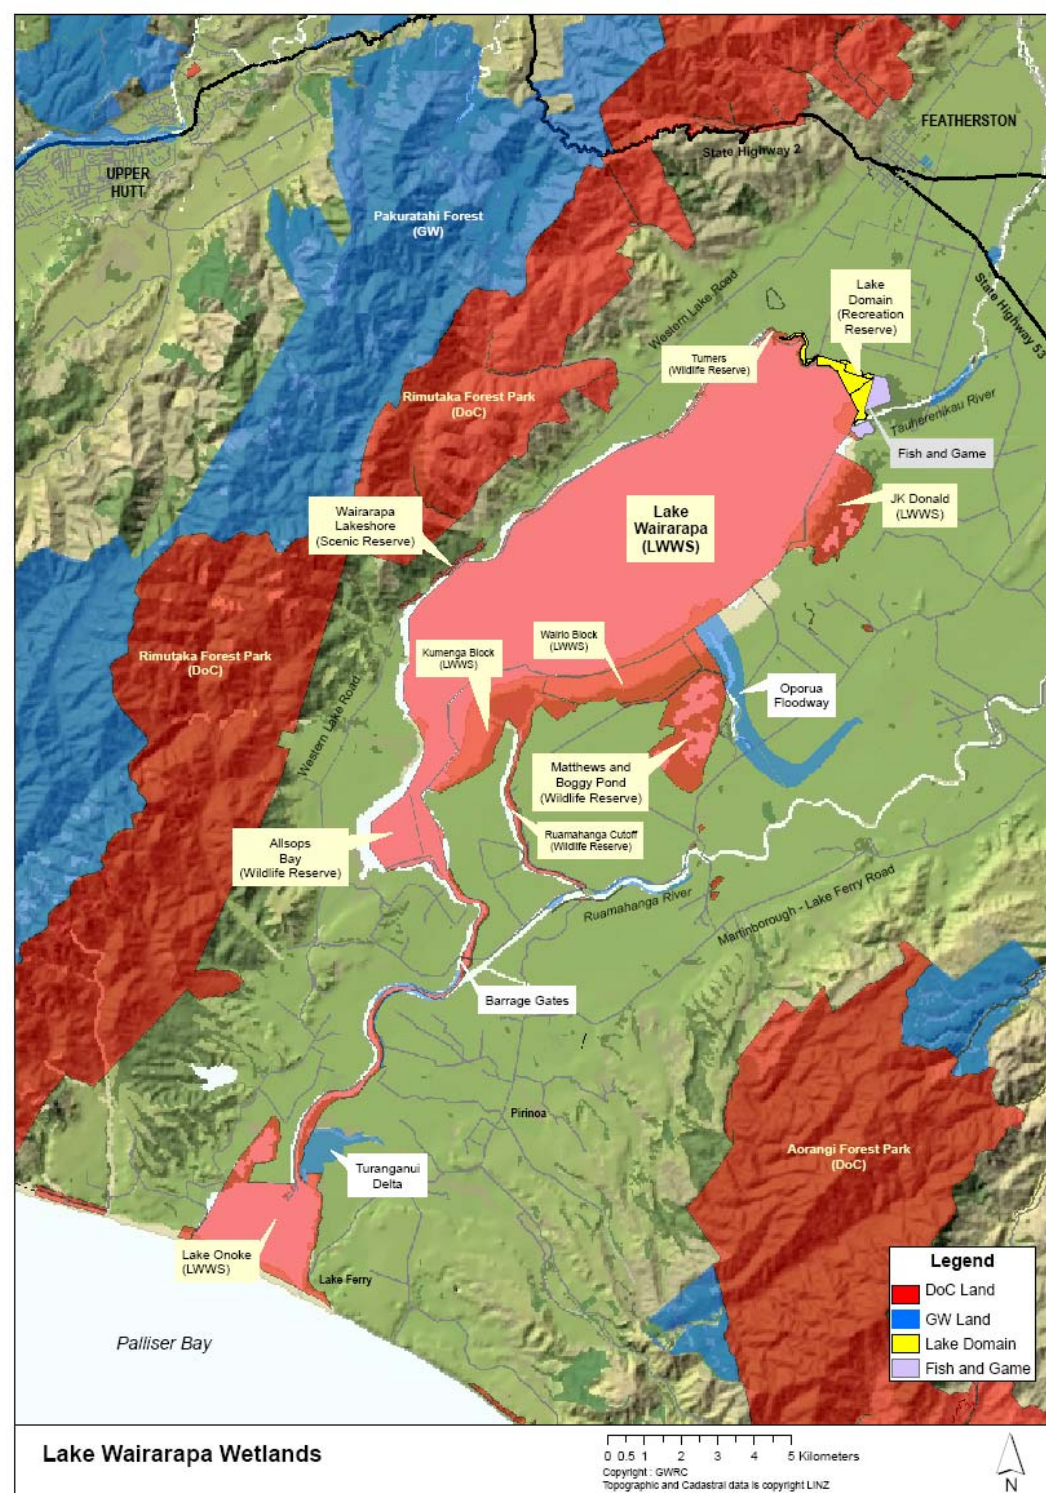 FEATHERSTON
State Highway 2
UPPER
HUTT
Pakuratahi Forest
(GW)
Lake
Domain
(Recreation
Reserve)
Western Lake Road
State Highway 53
Turners
(Wildlife Reserve)
Rimutaka Forest Park
(DoC)
Tauherenikau River
Fish and Game
JK Donald
(LWWS)
Wairarapa
Lakeshore
(Scenic Reserve)
Lake
Wairarapa
(LWWS)
Wairio Block
(LWWS)
Kumenga Block
(LWWS)
Rimutaka Forest Park
(DoC)
Oporua
Floodway
Western Lake Road
Matthews and
Boggy Pond
(Wildlife Reserve)
Allsops
Bay
(Wildlife Reserve)
Ruamahanga Cutoff
(Wildlife Reserve)
Ruamahanga River
Martinborough - Lake Ferry Road
Barrage Gates
Pirinoa
Aorangi Forest Park
(DoC)
Turanganui
Delta
Lake Onoke
(LWWS)
Lake Ferry
Palliser Bay
Legend
DoC Land
GW Land
Lake Domain
Fish and Game
Lake Wairarapa Wetlands
0 0.5 1 2 3 4 5 Kilometers
Copyright : GWRC
Topographic and Cadastral data is copyright LINZ
N